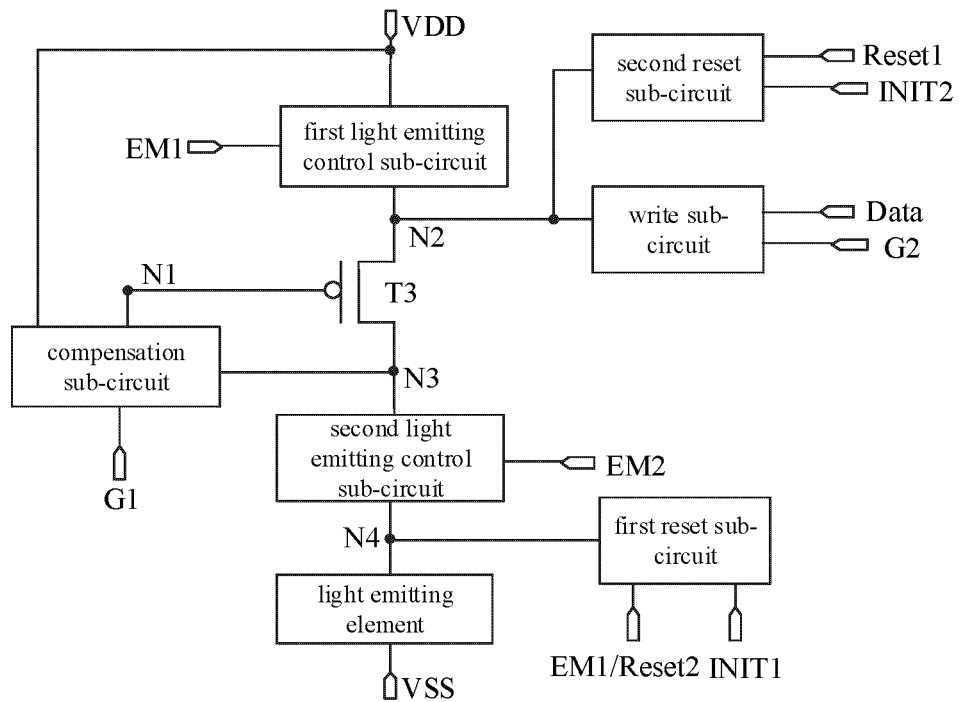 VDD
second reset
sub-circuit
Reset1
INIT2
first light emitting
control sub-circuit
EM1
write sub-
circuit
Data
G2
N2
N1
T3
compensation
sub-circuit
N3
second light
emitting control
sub-circuit
EM2
G1
first reset sub-
circuit
N4
light emitting
element
EM1/Reset2
INIT1
VSS